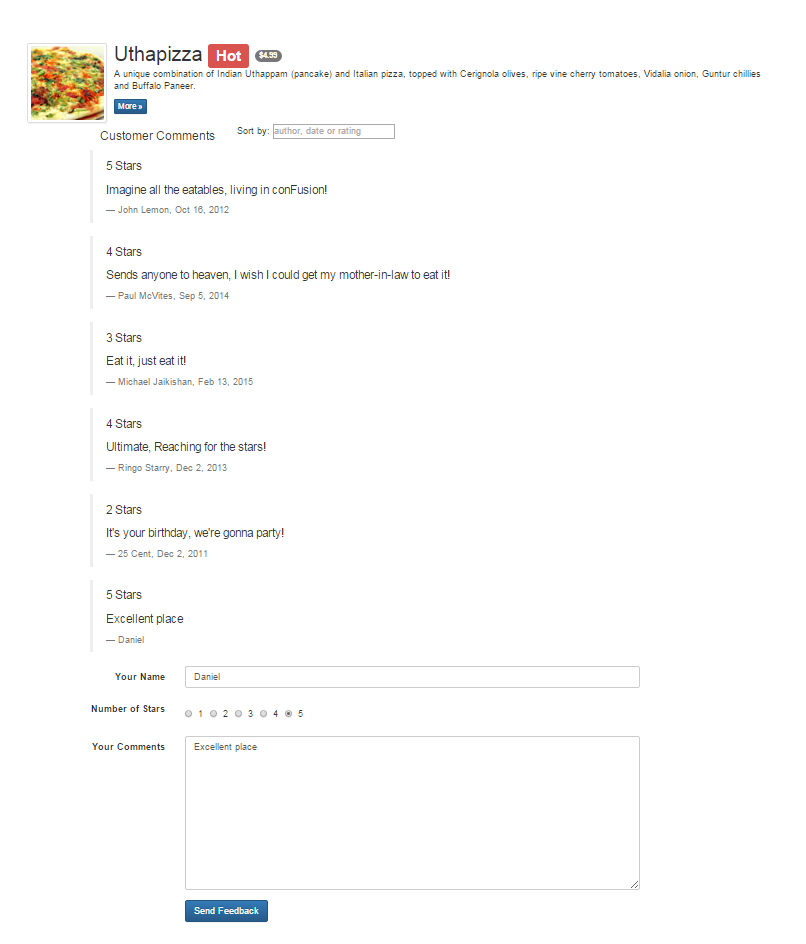 Uthapizza Hot $4.99
A unique combination of Indian Uthappam (pancake) and Italian pizza, topped with Cerignola olives, ripe vine cherry tomatoes, Vidalia onion, Guntur chillies
and Buffalo Paneer.
More »
Customer Comments Sort by: author, date or rating
5 Stars
Imagine all the eatables, living in conFusion!
— John Lemon, Oct 16, 2012
4 Stars
Sends anyone to heaven, I wish I could get my mother-in-law to eat it!
— Paul McVites, Sep 5, 2014
3 Stars
Eat it, just eat it!
— Michael Jaikishan, Feb 13, 2015
4 Stars
Ultimate, Reaching for the stars!
— Ringo Starry, Dec 2, 2013
2 Stars
It's your birthday, we're gonna party!
— 25 Cent, Dec 2, 2011
5 Stars
Excellent place
— Daniel
Your Name Daniel
Number of Stars 1 2 3 4 5
Your Comments Excellent place
Send Feedback